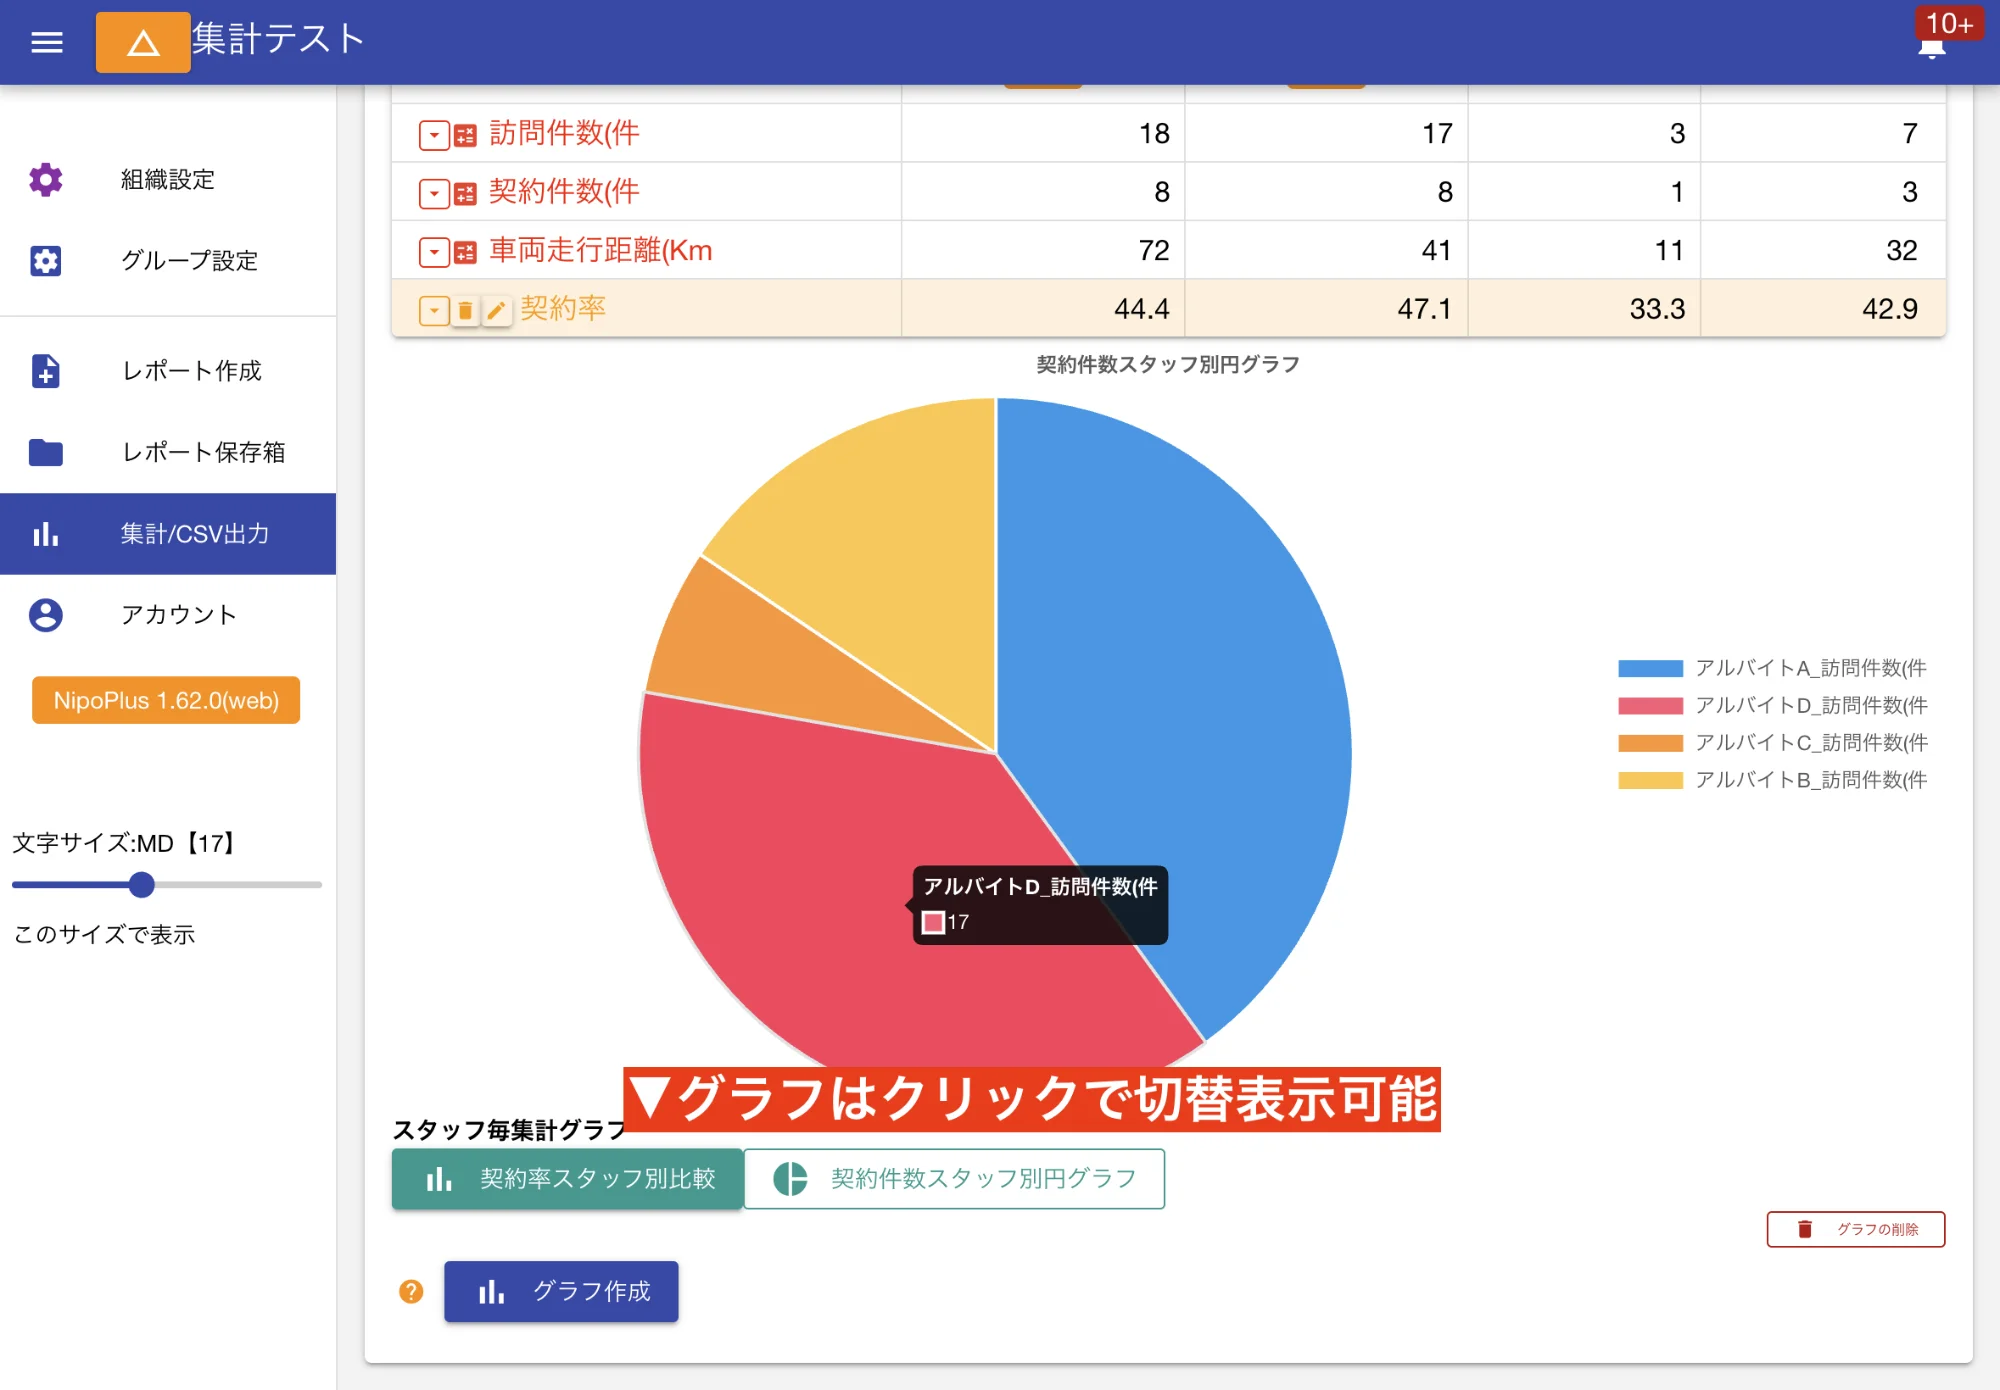 集計テスト
10+
組織設定
グループ設定
レポート作成
レポート保存箱
集計/CSV出力
アカウント
NipoPlus 1.62.0(web)
文字サイズ:MD【17】
このサイズで表示
訪問件数(件 18 17 3 7
契約件数(件 8 8 1 3
車両走行距離(Km 72 41 11 32
契約率 44.4 47.1 33.3 42.9
契約件数スタッフ別円グラフ
アルバイトA_訪問件数(件
アルバイトD_訪問件数(件
アルバイトC_訪問件数(件
アルバイトB_訪問件数(件
アルバイトD_訪問件数(件
17
▼グラフはクリックで切替表示可能
スタッフ毎集計グラフ
契約率スタッフ別比較
契約件数スタッフ別円グラフ
グラフの削除
?
グラフ作成